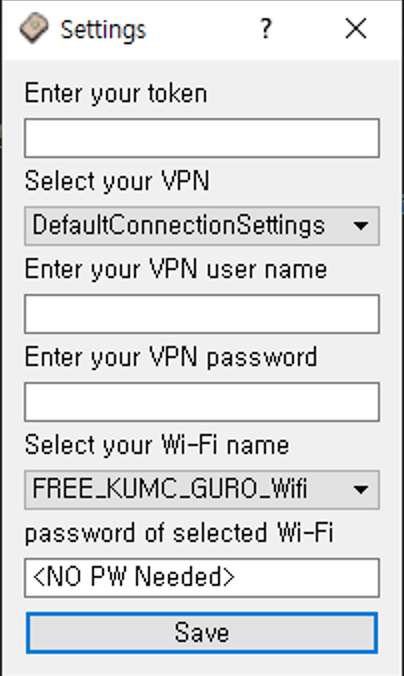 Settings
?
Enter your token
Select your VPN
DefaultConnectionSettings
Enter your VPN user name
Enter your VPN password
Select your Wi-Fi name
FREE_KUMC_GURO_Wifi
password of selected Wi-Fi
<NO PW Needed>
Save